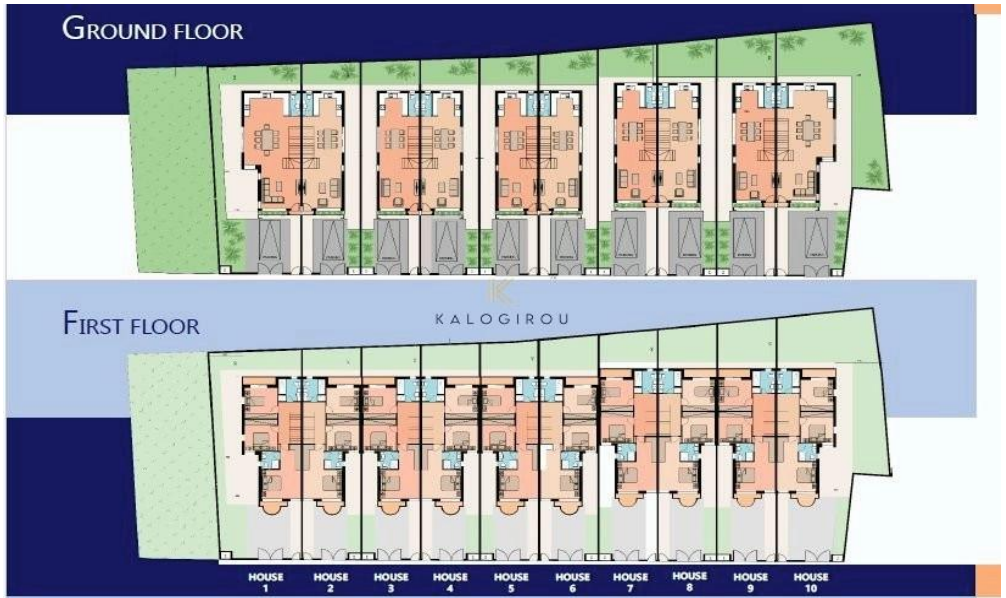 GROUND FLOOR
KALOGIROU
FIRST FLOOR
HOUSE 1
HOUSE 2
HOUSE 3
HOUSE 4
HOUSE 5
HOUSE 6
HOUSE 7
HOUSE 8
HOUSE 9
HOUSE 10